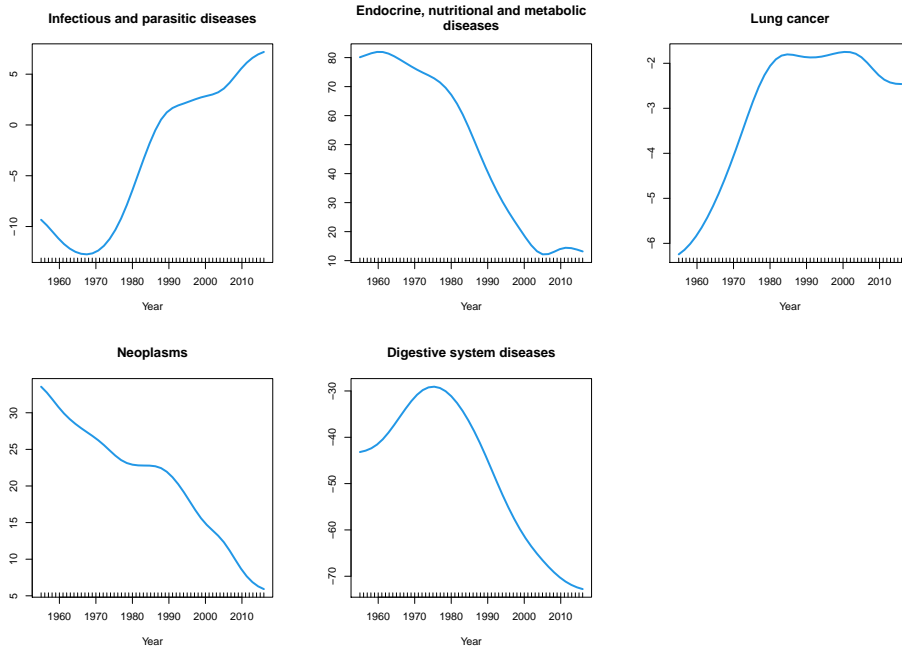 Infectious and parasitic diseases
5
0
−5
−10
1960 1970 1980 1990 2000 2010
Year
Endocrine, nutritional and metabolic
diseases
80
70
60
50
40
30
20
10
1960 1970 1980 1990 2000 2010
Year
Lung cancer
−2
−3
−4
−5
−6
1960 1970 1980 1990 2000 2010
Year
Neoplasms
30
25
20
15
10
5
1960 1970 1980 1990 2000 2010
Year
Digestive system diseases
−30
−40
−50
−60
−70
1960 1970 1980 1990 2000 2010
Year